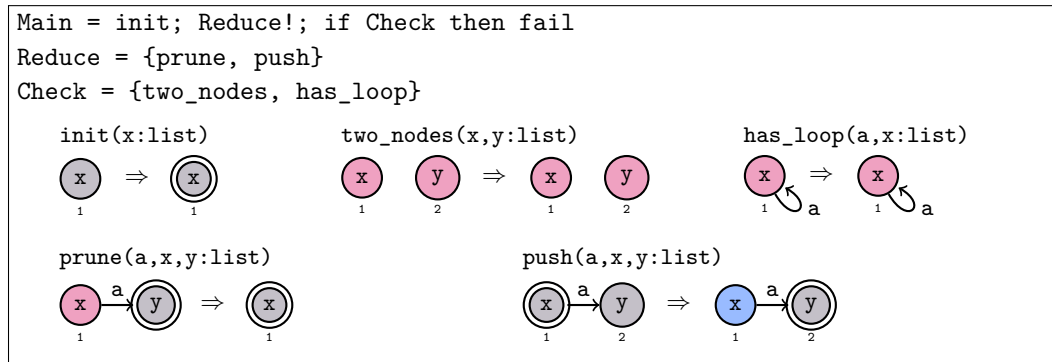 Main = init; Reduce!; if Check then fail
Reduce = {prune, push}
Check = {two_nodes, has_loop}
init(x:list) two_nodes(x,y:list) has_loop(a,x:list)
x ⇒ x x y ⇒ x y x a ⇒ x a
1 1 1 2 1 2 1 1
prune(a,x,y:list) push(a,x,y:list)
x a y ⇒ x x a y ⇒ x a y
1 1 1 2 1 2